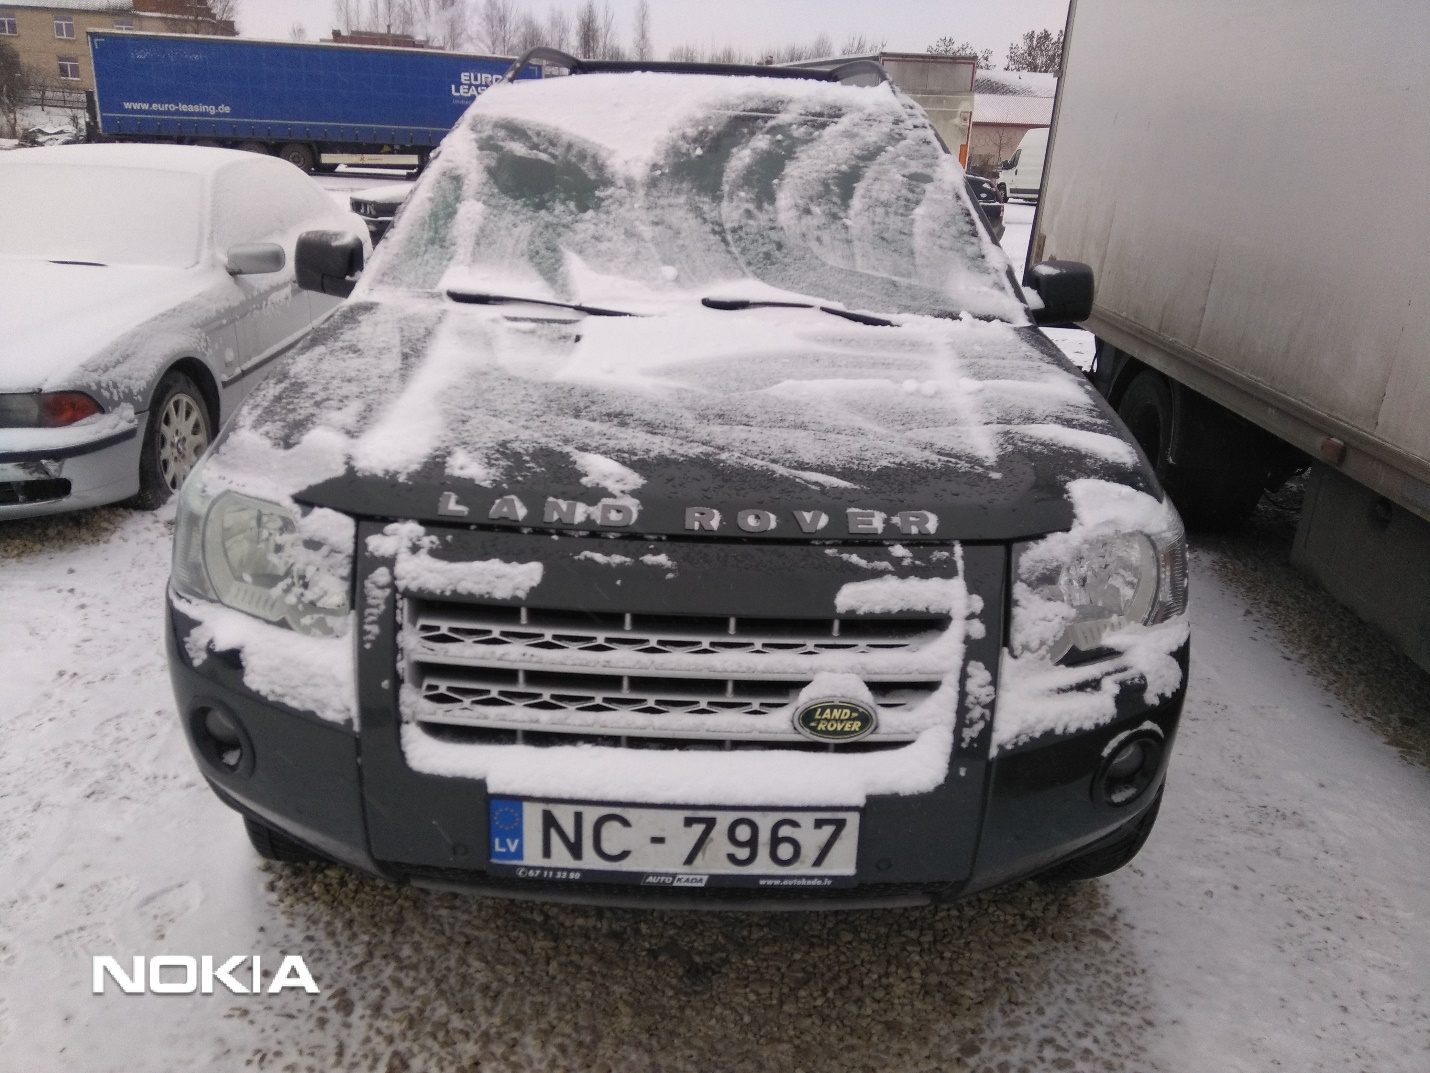 EURO
LEAS
www.euro-leasing.de
LAND ROVER
LAND
ROVER
LV
NC-7967
✆67 11 33 80
AUTO KADA
www.autokade.lv
NOKIA